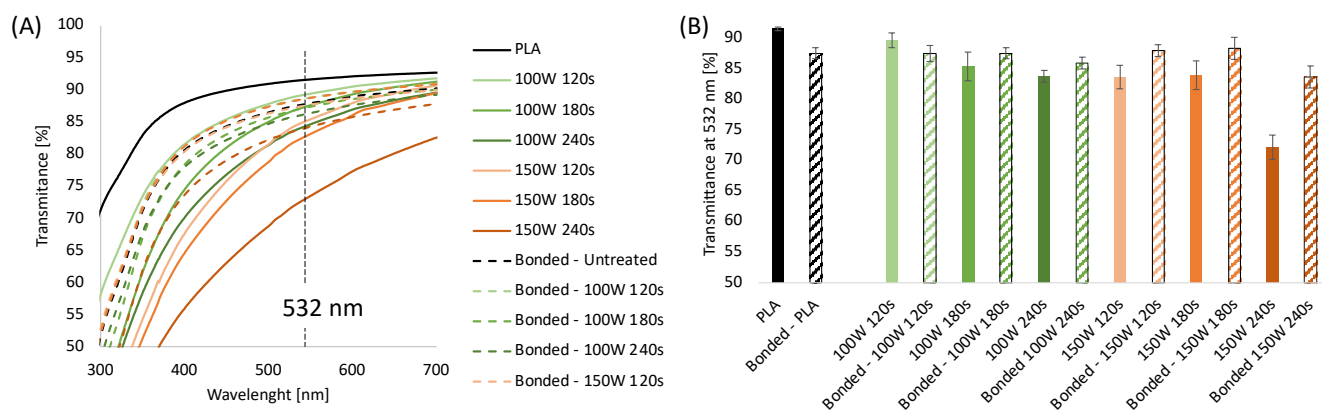 (A)
Transmittance [%]
100
95
90
85
80
75
70
65
60
55
50
300
400
500
600
700
Wavelenght [nm]
532 nm
PLA
100W 120s
100W 180s
100W 240s
150W 120s
150W 180s
150W 240s
Bonded - Untreated
Bonded - 100W 120s
Bonded - 100W 180s
Bonded - 100W 240s
Bonded - 150W 120s
(B)
Transmittance at 532 nm [%]
90
85
80
75
70
65
60
55
50
PLA
Bonded - PLA
100W 120s
Bonded - 100W 120s
100W 180s
Bonded - 100W 180s
100W 240s
Bonded 100W 240s
150W 120s
Bonded - 150W 120s
150W 180s
Bonded - 150W 180s
150W 240s
Bonded 150W 240s